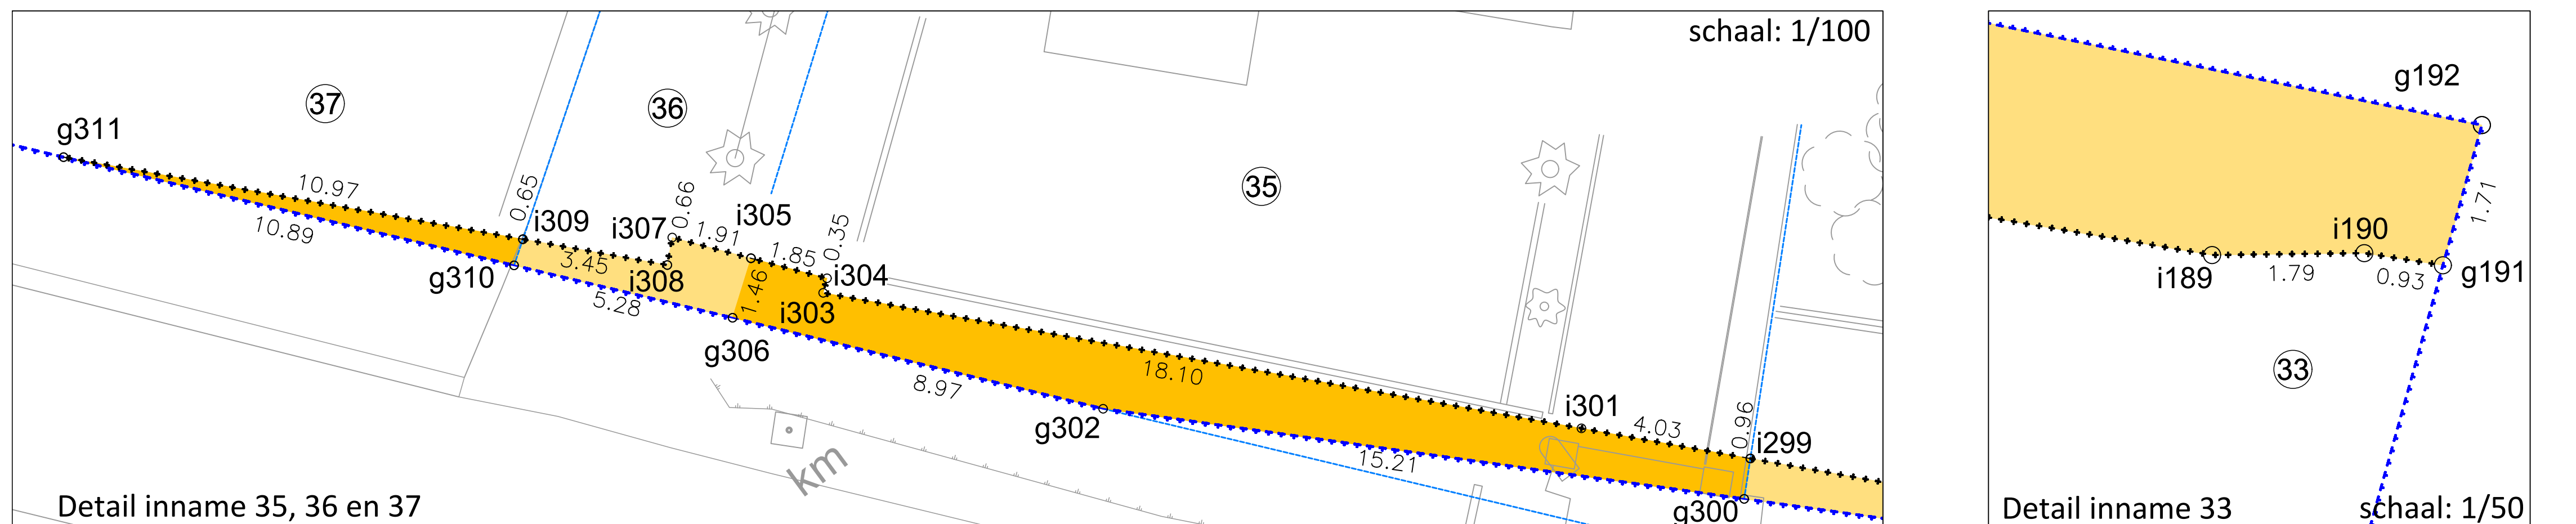 schaal: 1/100
37
36
g311
10.97
10.89
0.65
i309
i307
0.66
1.91
i305
1.85
0.35
i304
35
g310
3.45
i308
5.28
1.46
i303
g306
8.97
18.10
g302
km
15.21
i301
4.03
0.96
i299
g300
Detail inname 35, 36 en 37
g192
1.71
i190
i189
1.79
0.93
g191
33
Detail inname 33
schaal: 1/50